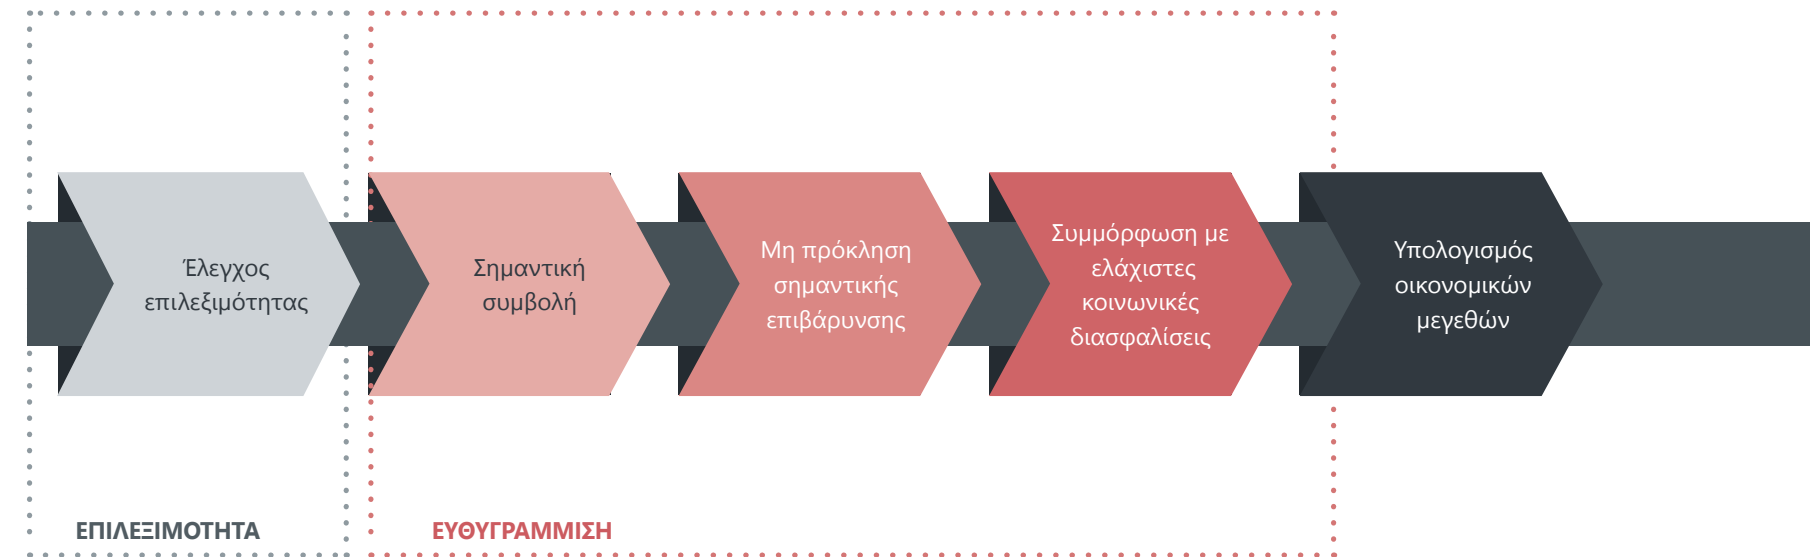 Έλεγχος
επιλεξιμότητας
Σημαντική
συμβολή
Μη πρόκληση
σημαντικής
επιβάρυνσης
Συμμόρφωση με
ελάχιστες
κοινωνικές
διασφαλίσεις
Υπολογισμός
οικονομικών
μεγεθών
ΕΠΙΛΕΞΙΜΟΤΗΤΑ
ΕΥΘΥΓΡΑΜΜΙΣΗ